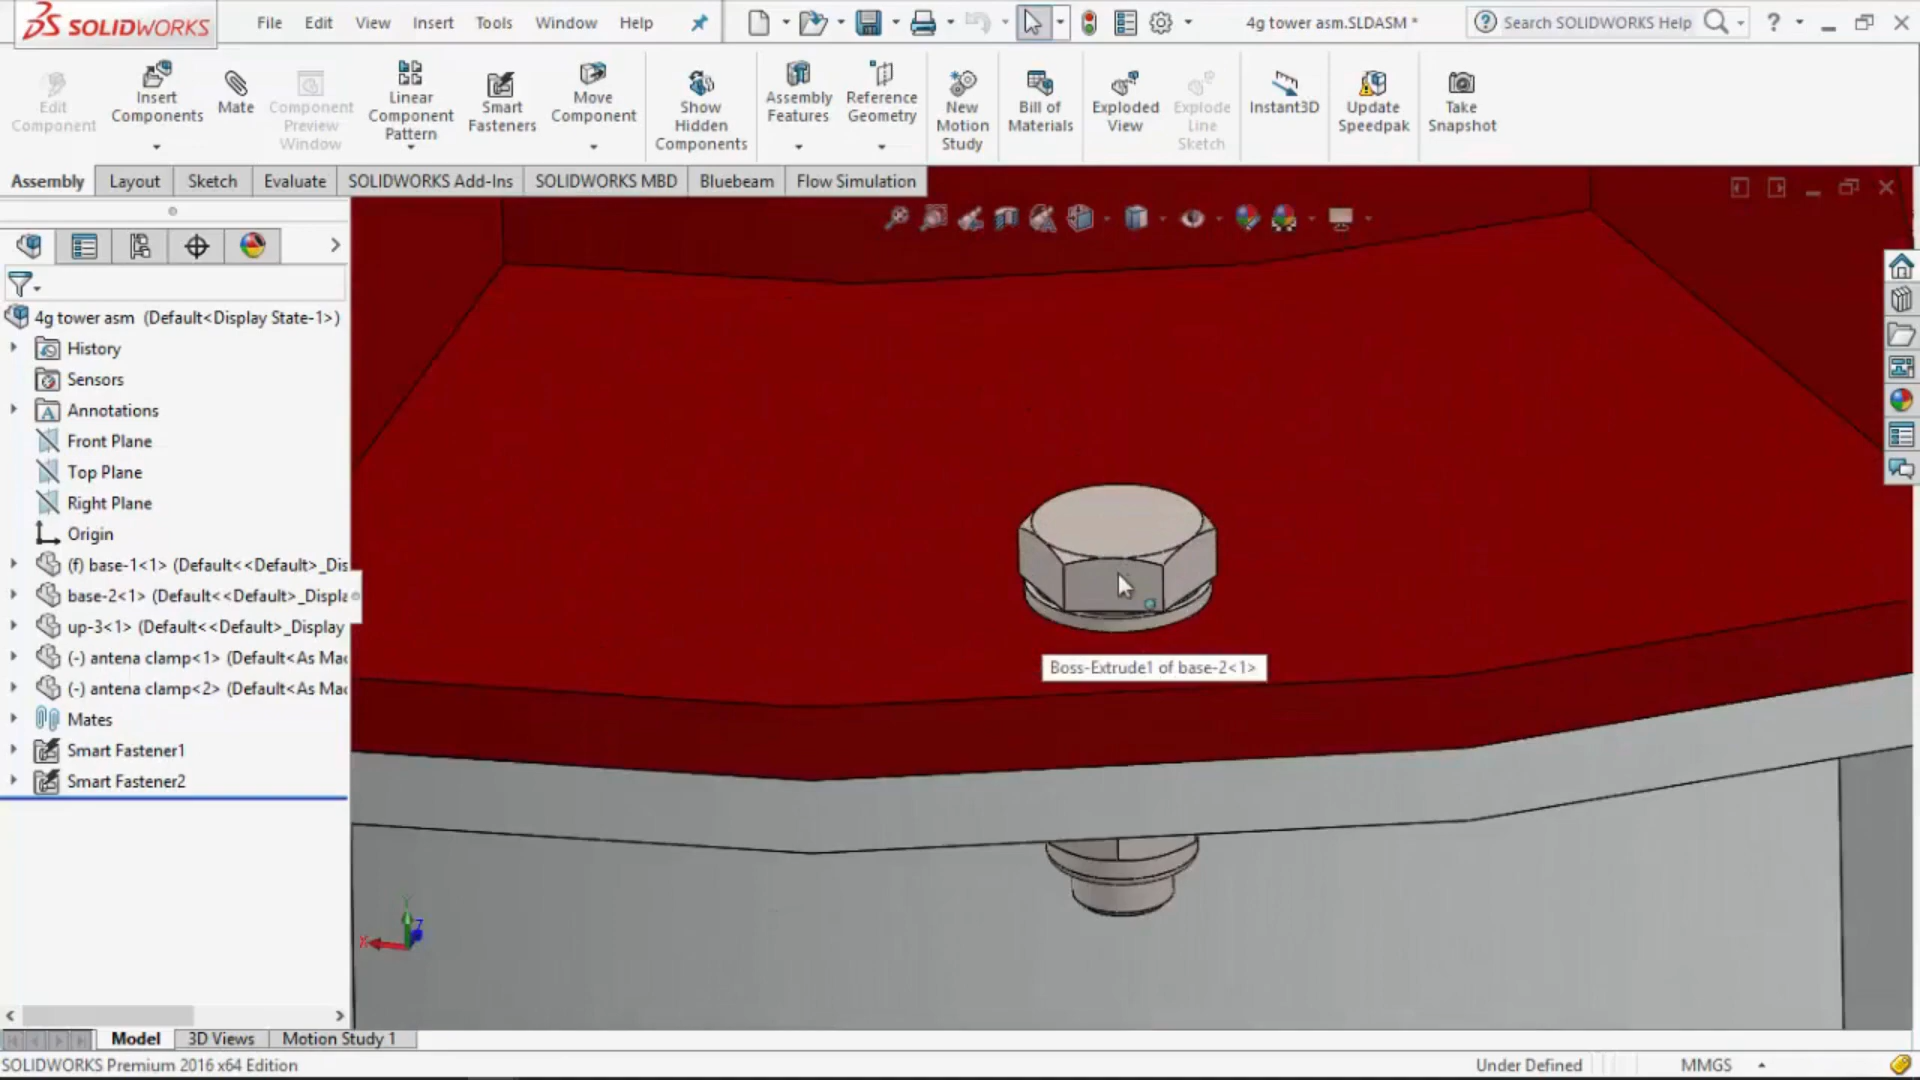 SOLIDWORKS File Edit View Insert Tools Window Help 4g tower asm.SLDASM * Search SOLIDWORKS Help ?
Edit Component
Insert Components
Mate
Component Preview Window
Linear Component Pattern
Smart Fasteners
Move Component
Show Hidden Components
Assembly Features
Reference Geometry
New Motion Study
Bill of Materials
Exploded View
Explode Line Sketch
Instant3D
Update Speedpak
Take Snapshot
Assembly Layout Sketch Evaluate SOLIDWORKS Add-Ins SOLIDWORKS MBD Bluebeam Flow Simulation
4g tower asm (Default<Display State-1>)
History
Sensors
Annotations
Front Plane
Top Plane
Right Plane
Origin
(f) base-1<1> (Default<<Default>_Dis
base-2<1> (Default<<Default>_Displa
up-3<1> (Default<<Default>_Display
(-) antena clamp<1> (Default<As Mac
(-) antena clamp<2> (Default<As Mac
Mates
Smart Fastener1
Smart Fastener2
Boss-Extrude1 of base-2<1>
Y
Z
X
Model 3D Views Motion Study 1
SOLIDWORKS Premium 2016 x64 Edition Under Defined MMGS